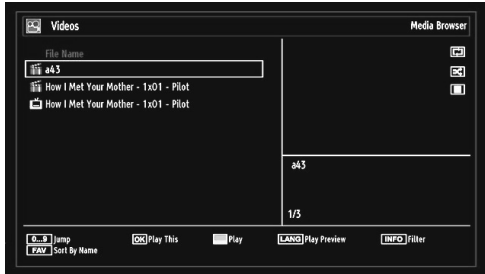 Videos
Media Browser
File Name
a43
How I Met Your Mother - 1x01 - Pilot
How I Met Your Mother - 1x01 - Pilot
a43
1/3
0...9 Jump
OK Play This
Play
LANG Play Preview
INFO Filter
FAV Sort By Name